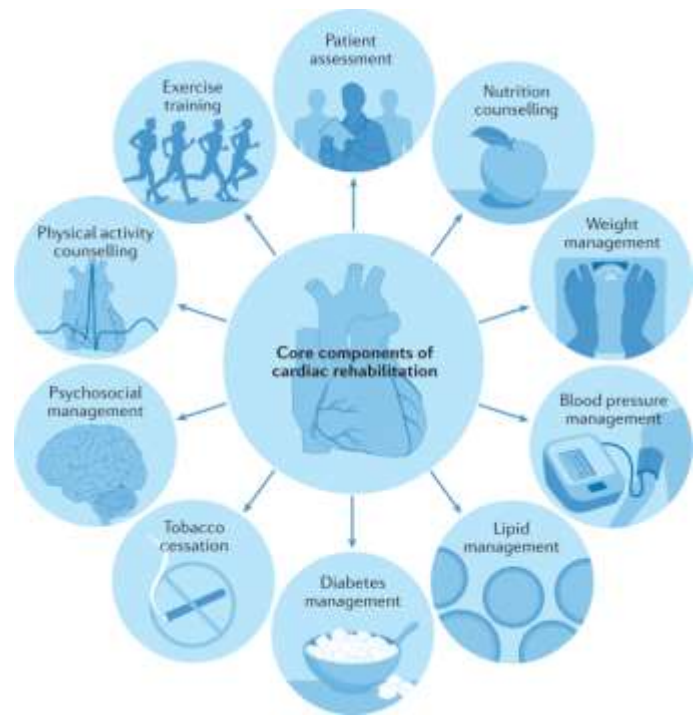 Patient
assessment
Nutrition
counselling
Weight
management
Blood pressure
management
Lipid
management
Diabetes
management
Tobacco
cessation
Psychosocial
management
Physical activity
counselling
Exercise
training
Core components of
cardiac rehabilitation